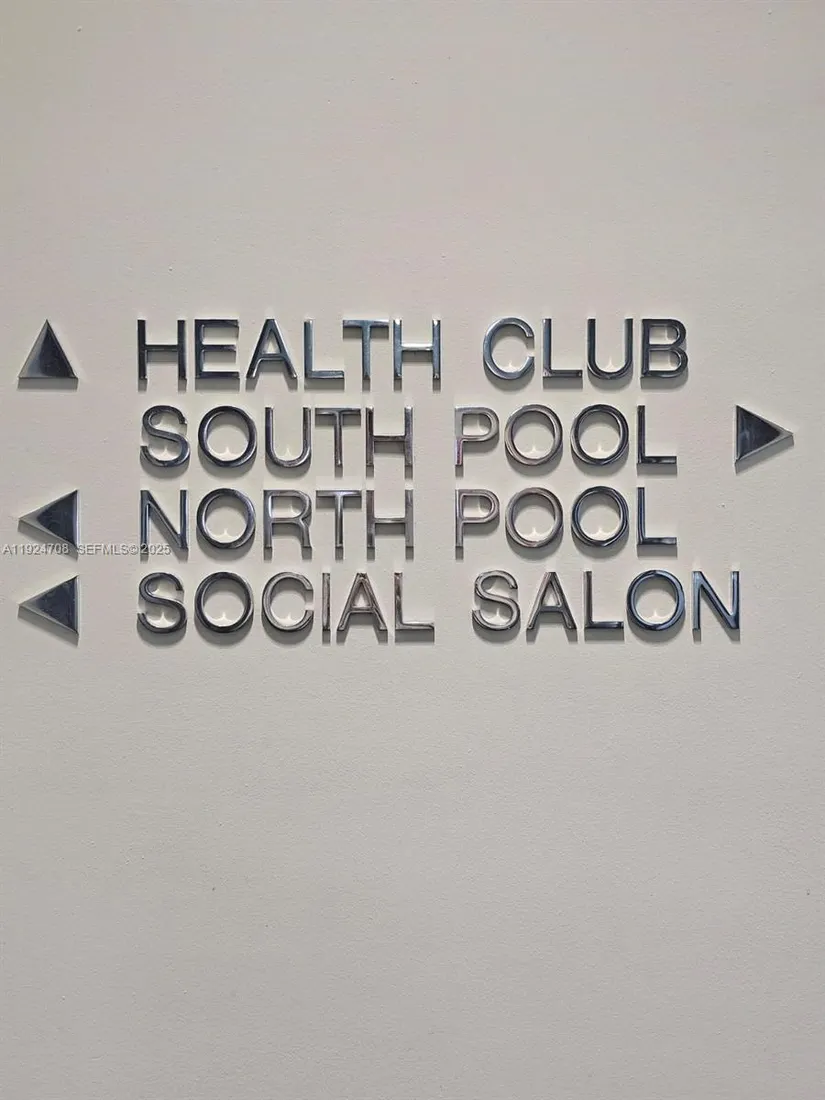 HEALTH CLUB
SOUTH POOL
NORTH POOL
A11924708 SEFMLS© 2025
SOCIAL SALON